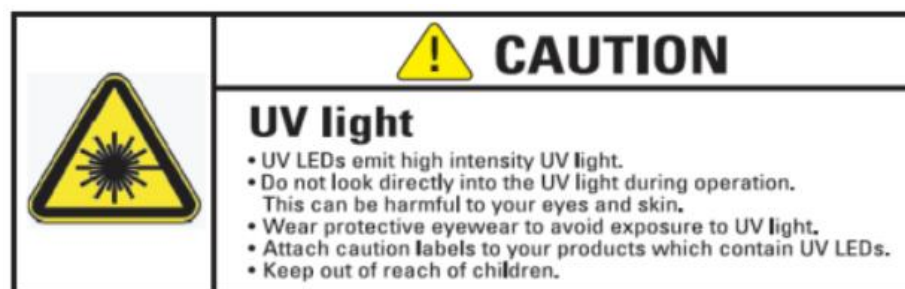 ! CAUTION
UV light
• UV LEDs emit high intensity UV light.
• Do not look directly into the UV light during operation.
This can be harmful to your eyes and skin.
• Wear protective eyewear to avoid exposure to UV light.
• Attach caution labels to your products which contain UV LEDs.
• Keep out of reach of children.